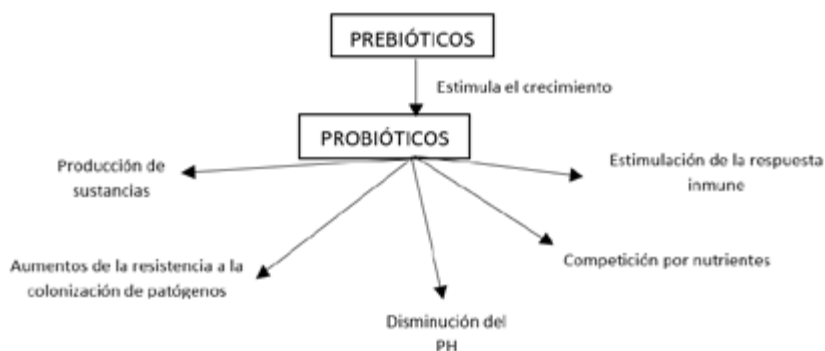 PREBIÓTICOS
Estimula el crecimiento
PROBIÓTICOS
Producción de
sustancias
Estimulación de la respuesta
inmune
Aumentos de la resistencia a la
colonización de patógenos
Competición por nutrientes
Disminución del
PH